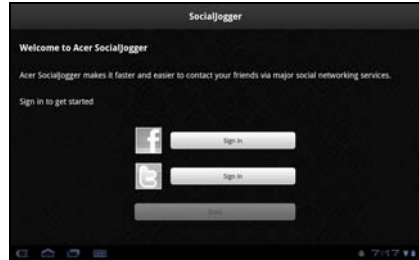 SocialJogger
Welcome to Acer SocialJogger
Acer SocialJogger makes it faster and easier to contact your friends via major social networking services.
Sign in to get started
Sign in
Sign in
7:17